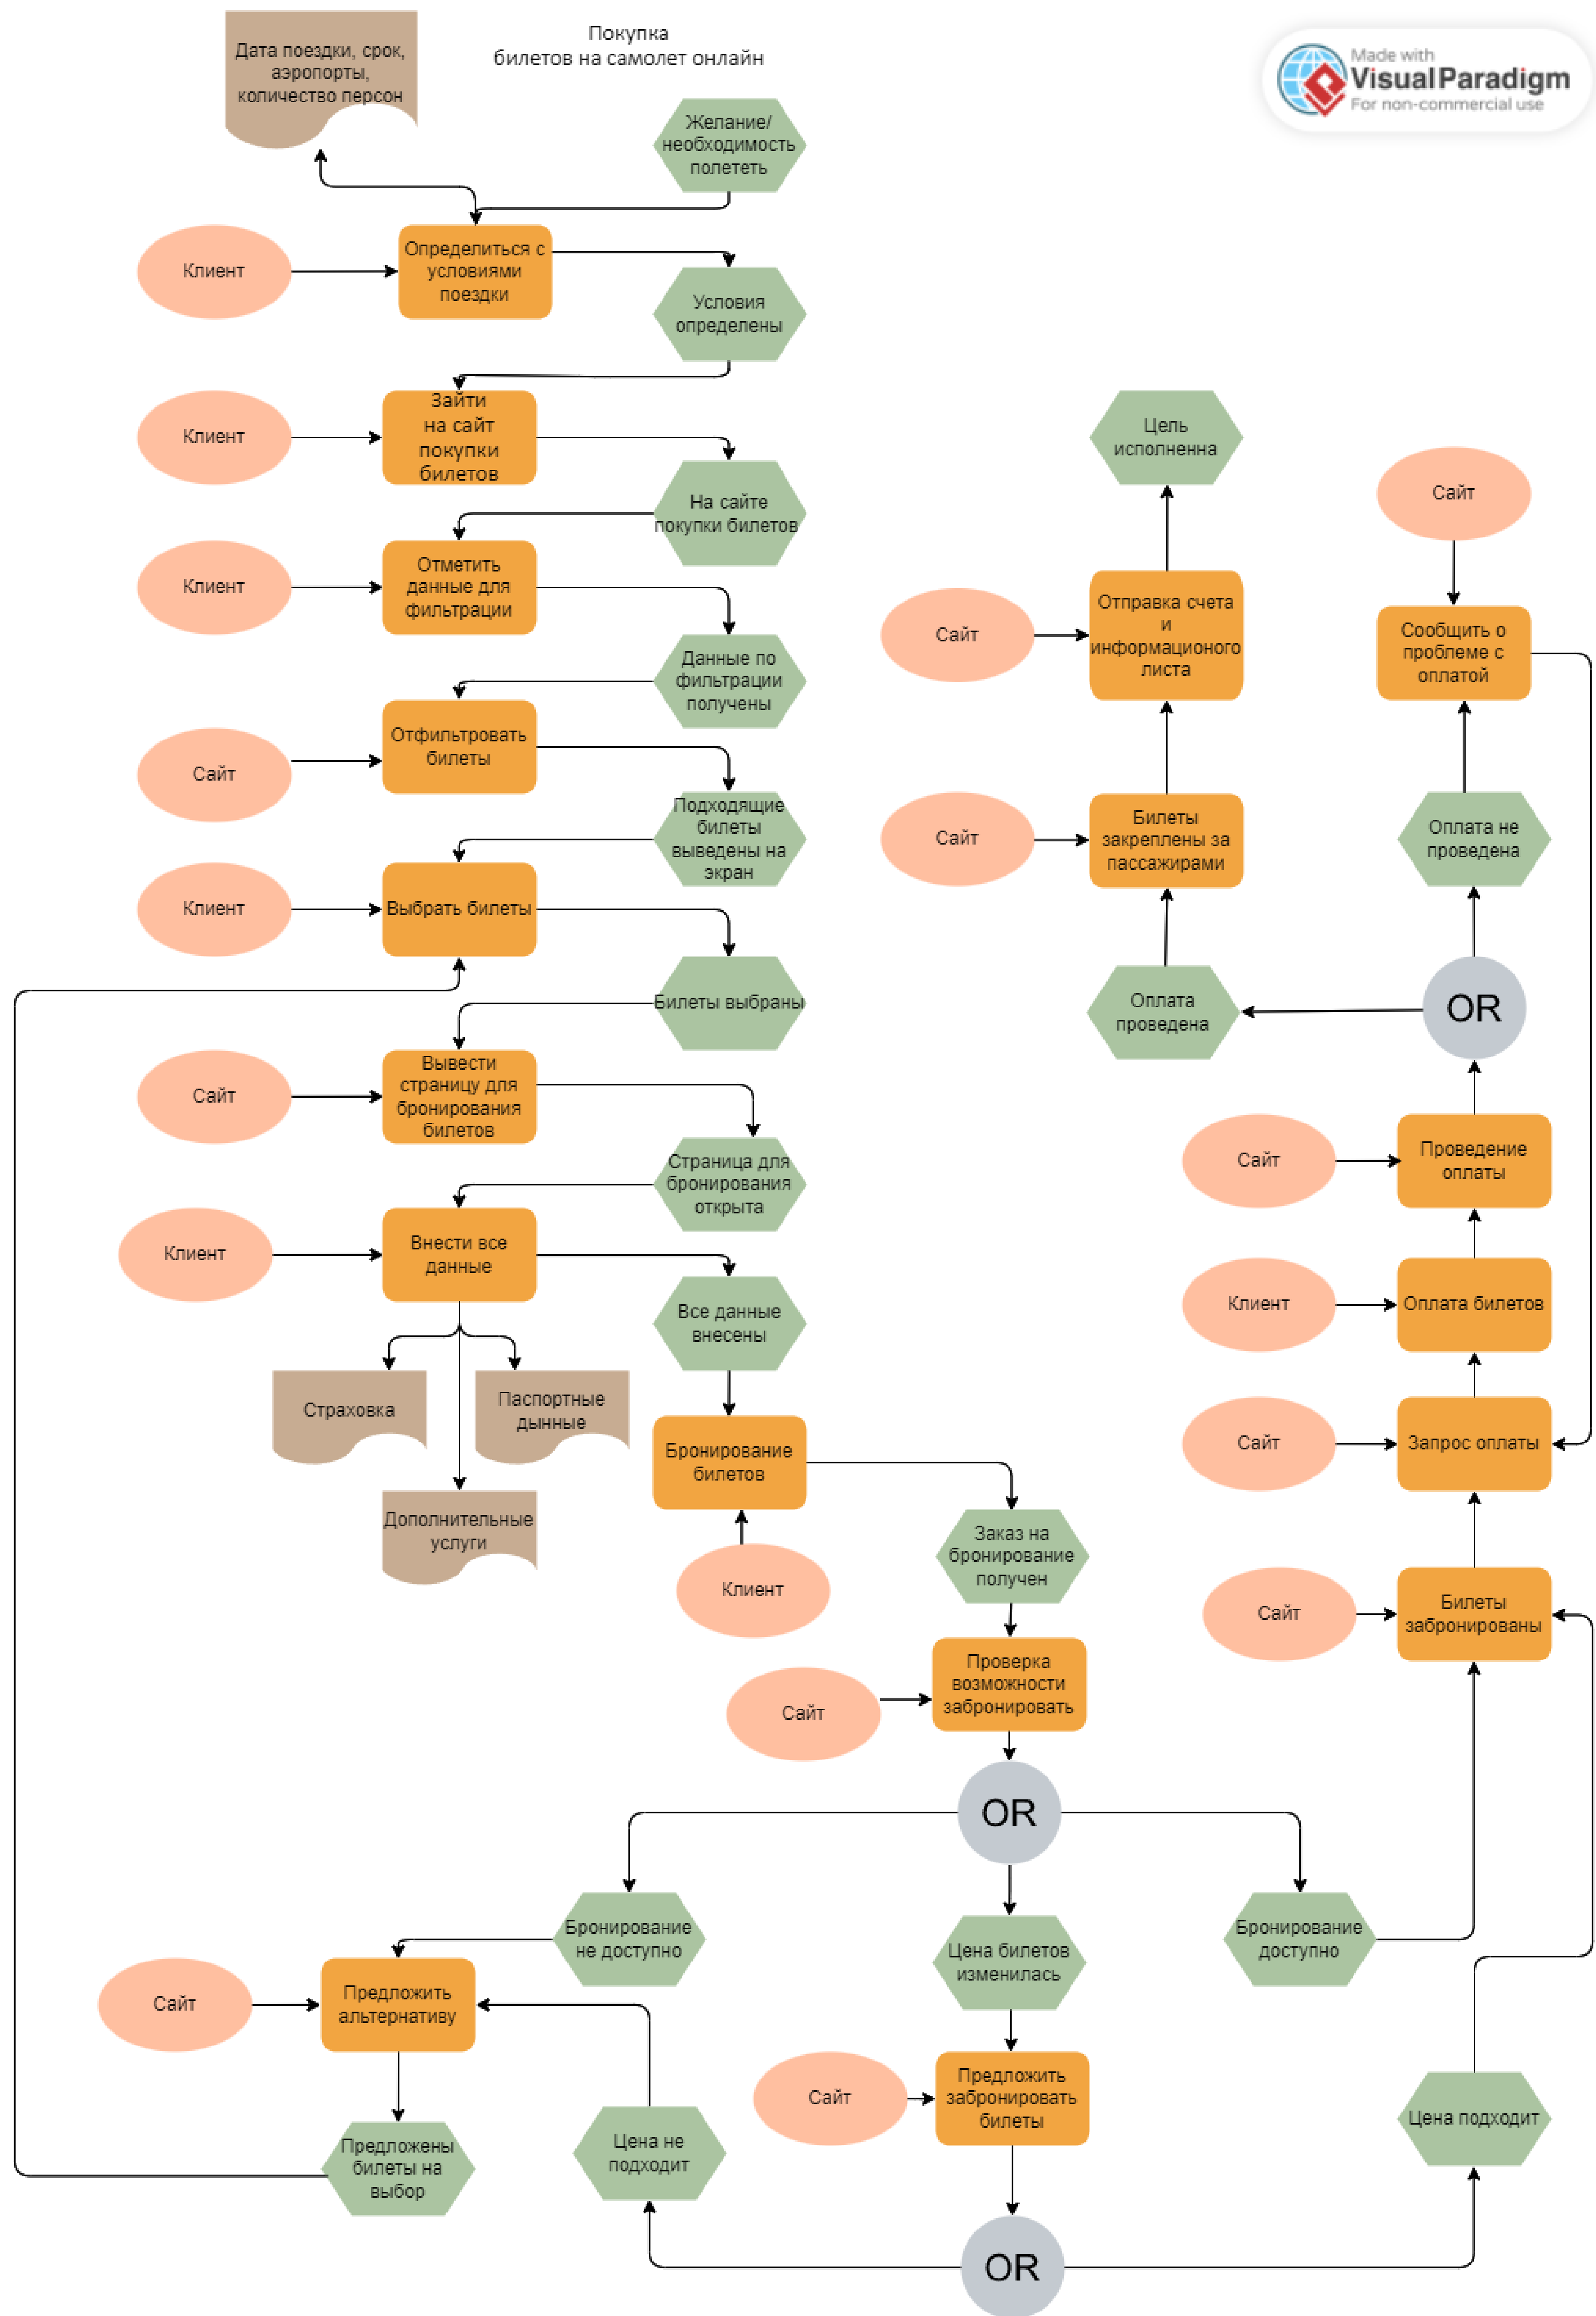 Покупка
билетов на самолет онлайн
Made with
VisualParadigm
For non-commercial use
Дата поездки, срок,
аэропорты,
количество персон
Желание/
необходимость
полететь
Клиент
Определиться с
условиями
поездки
Условия
определены
Клиент
Зайти
на сайт
покупки
билетов
На сайте
покупки билетов
Клиент
Отметить
данные для
фильтрации
Данные по
фильтрации
получены
Сайт
Отфильтровать
билеты
Подходящие
билеты
выведены на
экран
Клиент
Выбрать билеты
Билеты выбраны
Сайт
Вывести
страницу для
бронирования
билетов
Страница для
бронирования
открыта
Клиент
Внести все
данные
Все данные
внесены
Страховка
Паспортные
дынные
Дополнительные
услуги
Бронирование
билетов
Клиент
Заказ на
бронирование
получен
Сайт
Проверка
возможности
забронировать
OR
Бронирование
не доступно
Цена билетов
изменилась
Бронирование
доступно
Сайт
Предложить
альтернативу
Предложены
билеты на
выбор
Цена не
подходит
Сайт
Предложить
забронировать
билеты
OR
Цена подходит
Сайт
Билеты
забронированы
Сайт
Запрос оплаты
Клиент
Оплата билетов
Сайт
Проведение
оплаты
OR
Оплата
проведена
Оплата не
проведена
Сайт
Сообщить о
проблеме с
оплатой
Сайт
Билеты
закреплены за
пассажирами
Сайт
Отправка счета
и
информационого
листа
Цель
исполненна